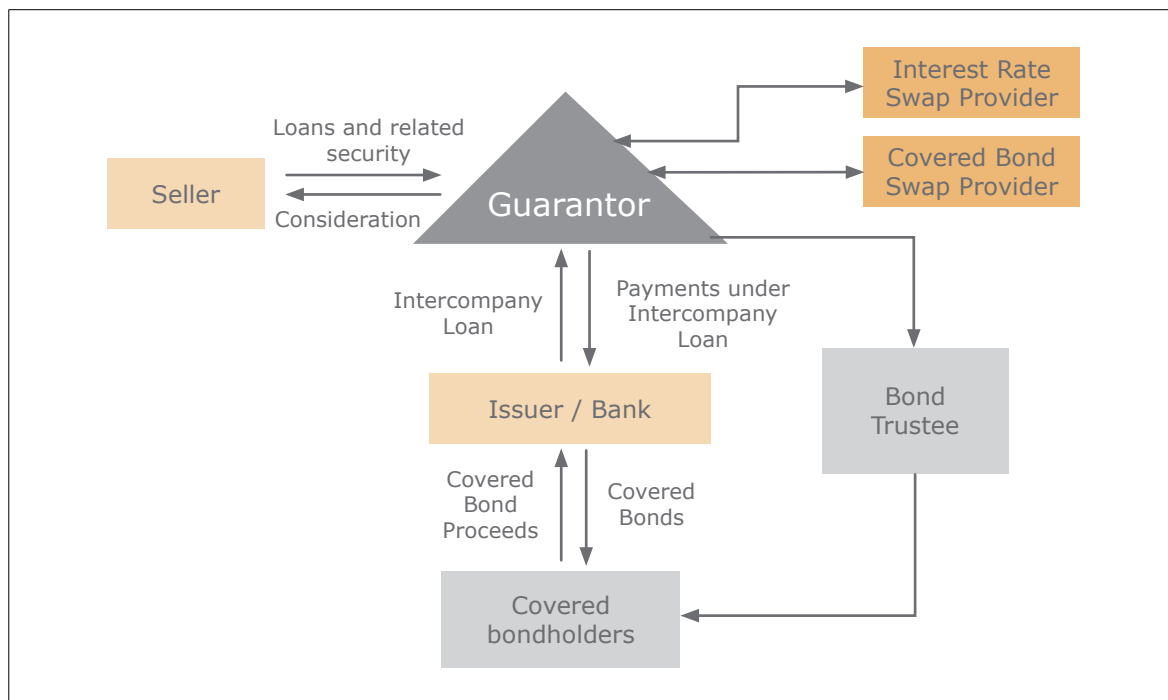 Interest Rate
Swap Provider
Covered Bond
Swap Provider
Loans and related
security
Seller
Consideration
Guarantor
Intercompany
Loan
Payments under
Intercompany
Loan
Issuer / Bank
Bond
Trustee
Covered
Bond
Proceeds
Covered
Bonds
Covered
bondholders